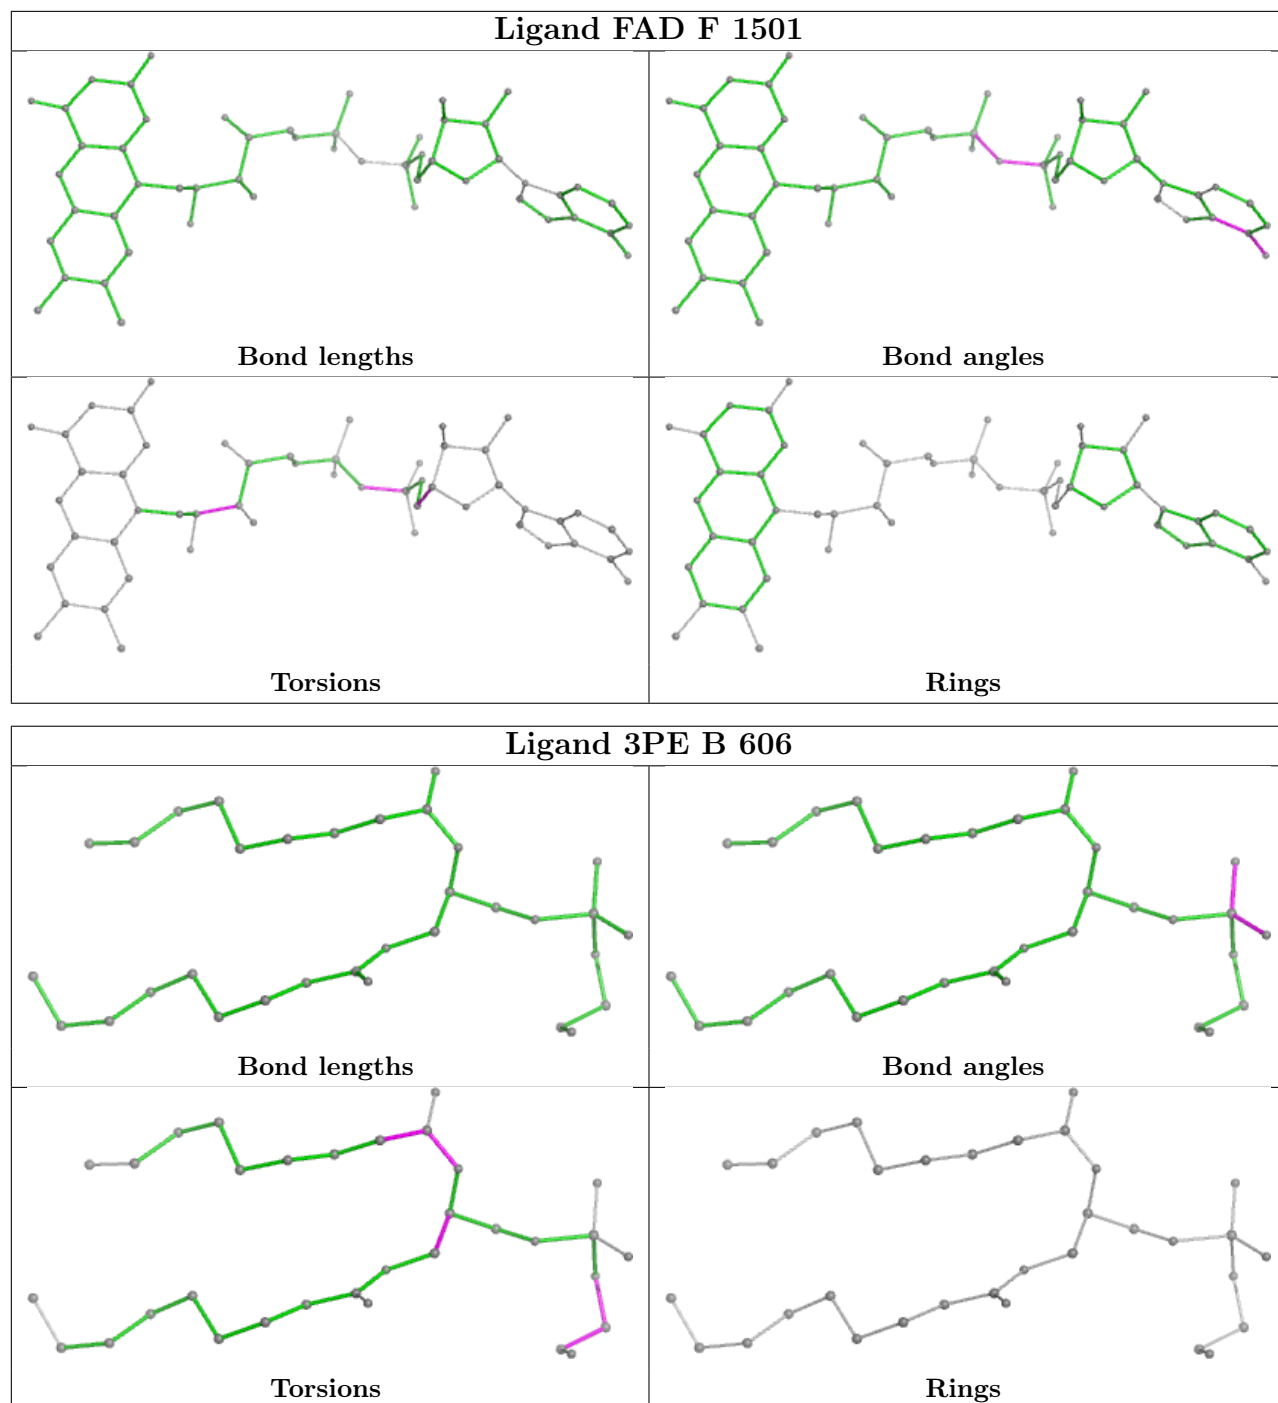 Ligand FAD F 1501
Bond lengths
Bond angles
Torsions
Rings
Ligand 3PE B 606
Bond lengths
Bond angles
Torsions
Rings